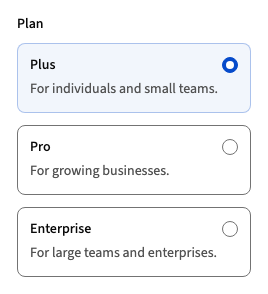 Plan
Plus
For individuals and small teams.
Pro
For growing businesses.
Enterprise
For large teams and enterprises.